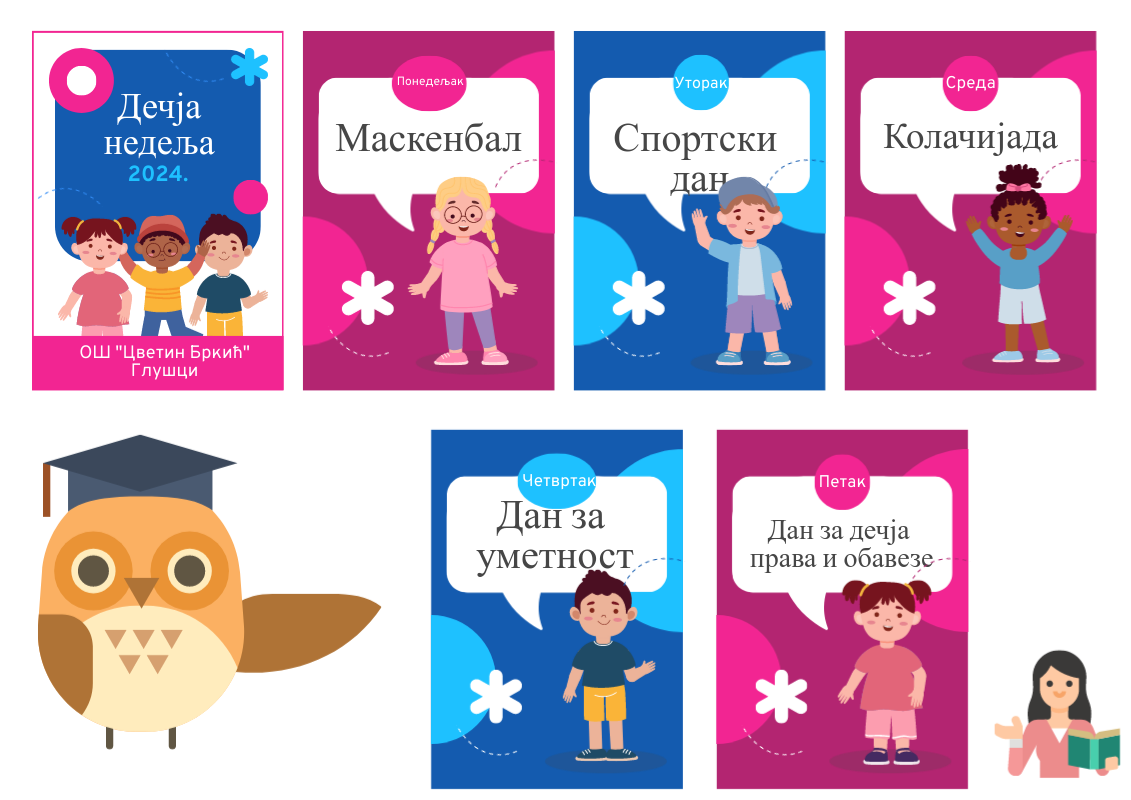 Дечја
недеља
2024.
ОШ "Цветин Бркић"
Глушци
Понедељак
Маскенбал
Уторак
Спортски
дан
Среда
Колачијада
Четвртак
Дан за
уметност
Петак
Дан за дечја
права и обавезе